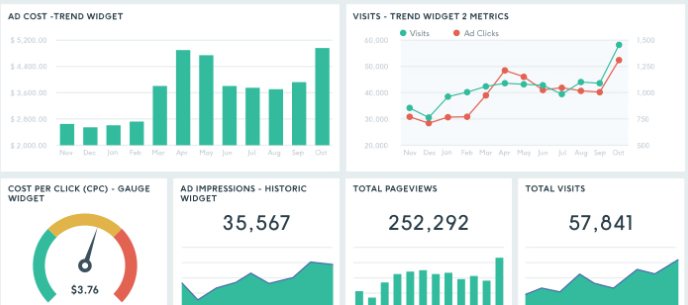 AD COST -TREND WIDGET
$ 5,200.00
$ 4,400.00
$ 3,600.00
$ 2,800.00
$ 2,000.00
Nov Dec Jan Feb Mar Apr May Jun Jul Aug Sep Oct
VISITS - TREND WIDGET 2 METRICS
Visits Ad Clicks
60,000 1,500
50,000 1,250
40,000 1,000
30,000 750
20,000 500
Nov Dec Jan Feb Mar Apr May Jun Jul Aug Sep Oct
COST PER CLICK (CPC) - GAUGE
WIDGET
$3.76
AD IMPRESSIONS - HISTORIC
WIDGET
35,567
TOTAL PAGEVIEWS
252,292
TOTAL VISITS
57,841